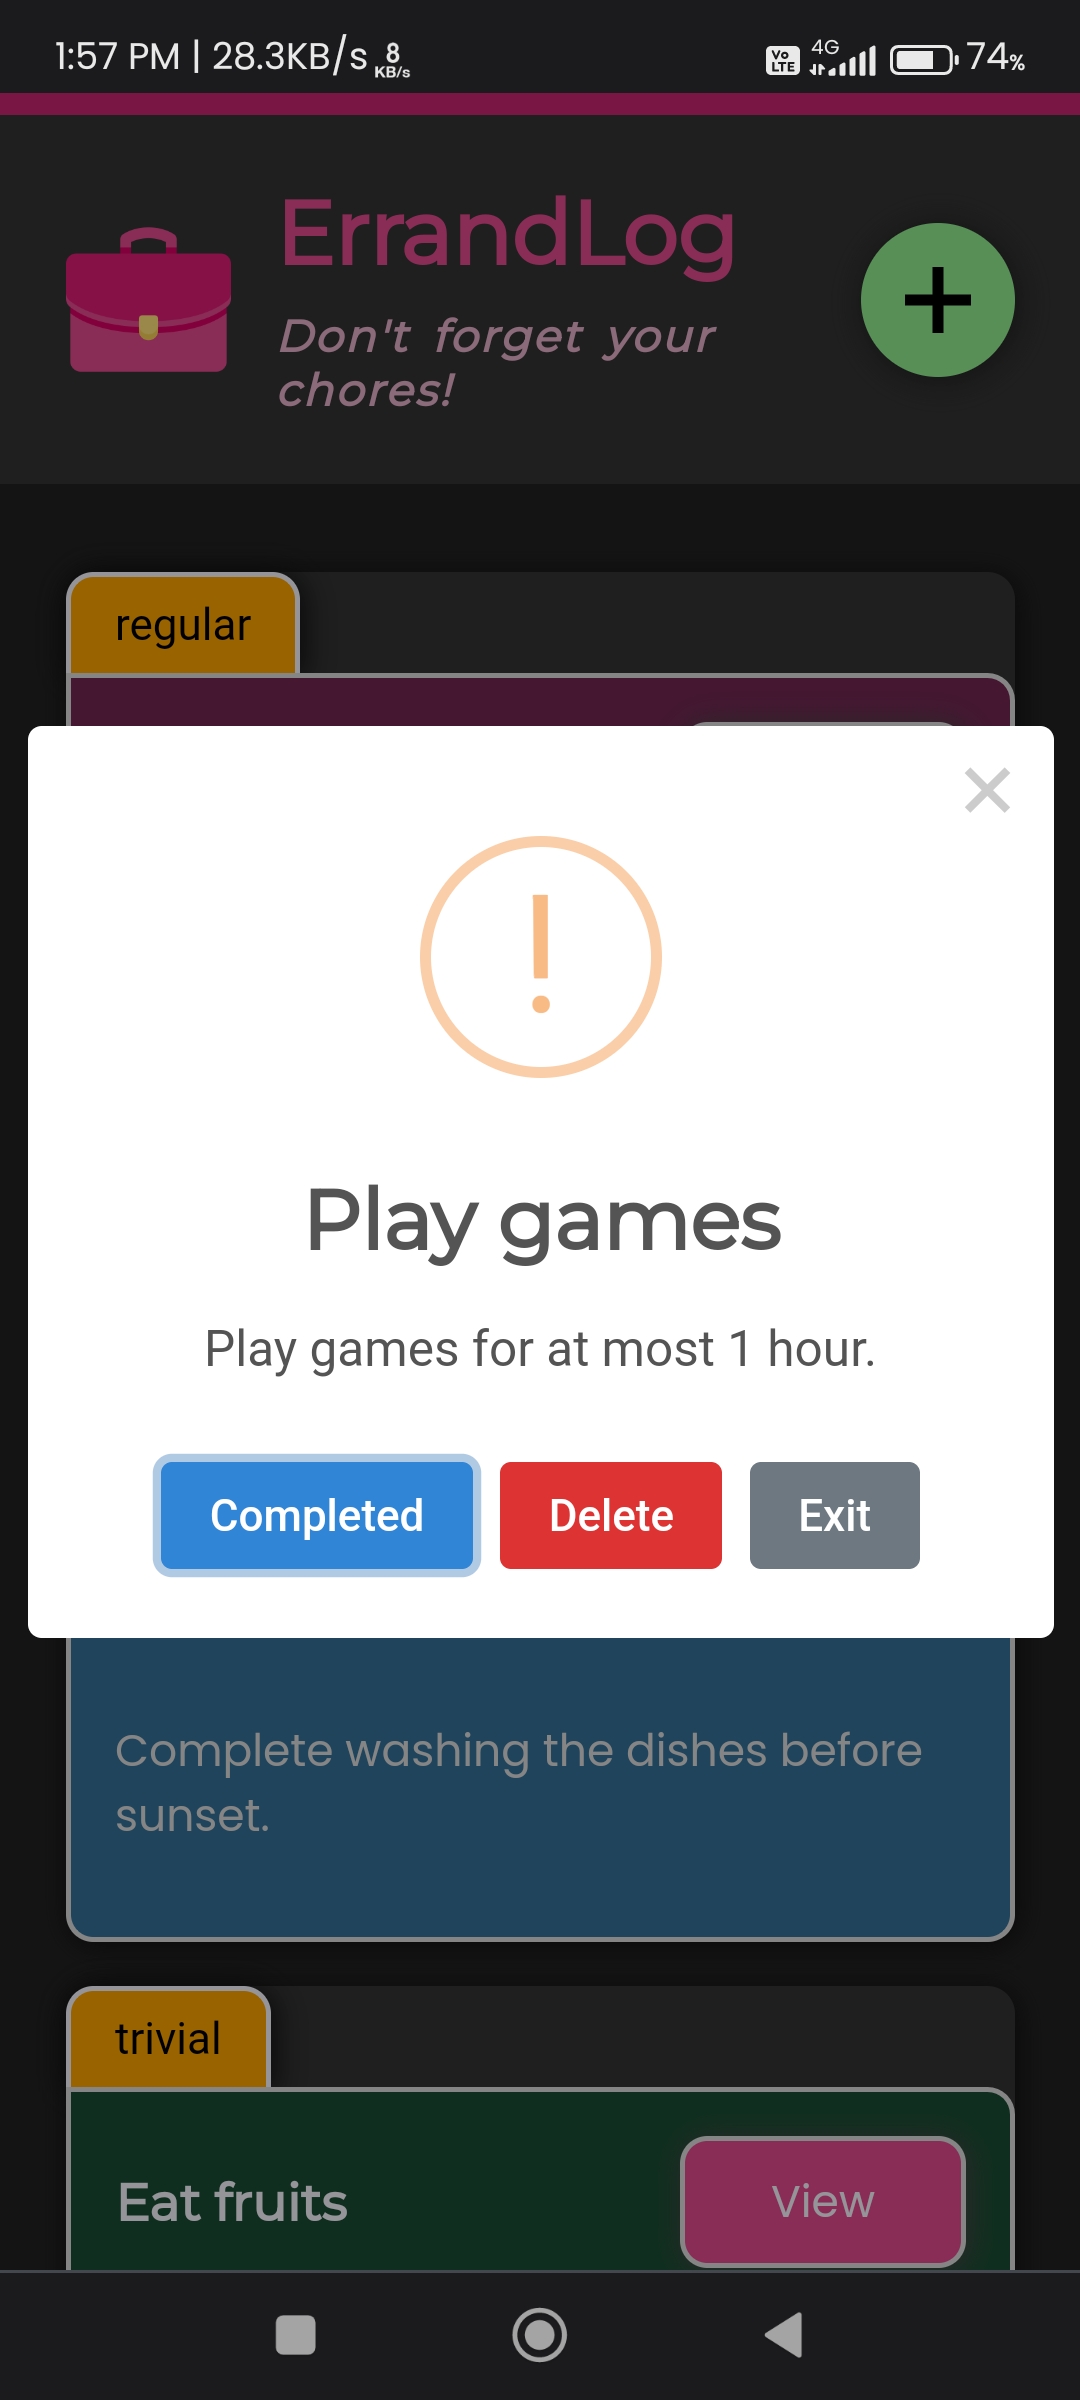 1:57 PM | 28.3KB/s 8 KB/s Vo LTE 4G 74%
ErrandLog
Don't forget your
chores!
regular
Play games
Play games for at most 1 hour.
Completed Delete Exit
Complete washing the dishes before
sunset.
trivial
Eat fruits View